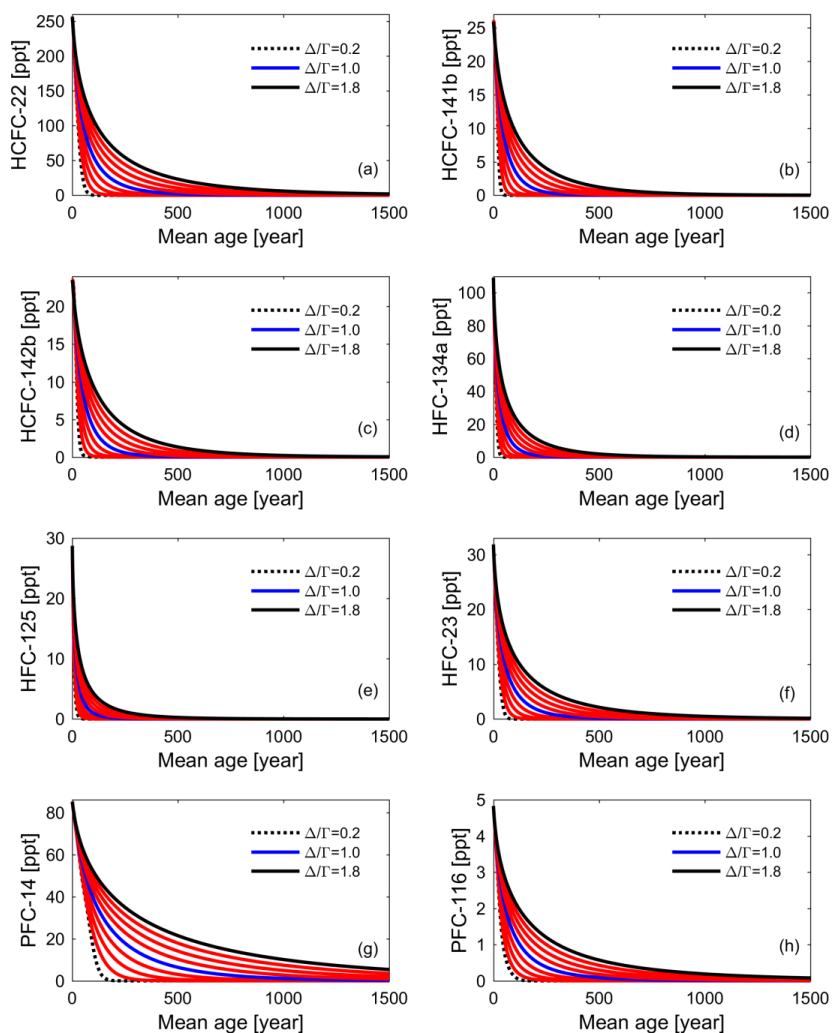 250
200
150
100
50
0
HCFC-22 [ppt]
Δ/Γ=0.2
Δ/Γ=1.0
Δ/Γ=1.8
(a)
0 500 1000 1500
Mean age [year]
25
20
15
10
5
0
HCFC-141b [ppt]
Δ/Γ=0.2
Δ/Γ=1.0
Δ/Γ=1.8
(b)
0 500 1000 1500
Mean age [year]
20
15
10
5
0
HCFC-142b [ppt]
Δ/Γ=0.2
Δ/Γ=1.0
Δ/Γ=1.8
(c)
0 500 1000 1500
Mean age [year]
100
80
60
40
20
0
HFC-134a [ppt]
Δ/Γ=0.2
Δ/Γ=1.0
Δ/Γ=1.8
(d)
0 500 1000 1500
Mean age [year]
30
20
10
0
HFC-125 [ppt]
Δ/Γ=0.2
Δ/Γ=1.0
Δ/Γ=1.8
(e)
0 500 1000 1500
Mean age [year]
30
20
10
0
HFC-23 [ppt]
Δ/Γ=0.2
Δ/Γ=1.0
Δ/Γ=1.8
(f)
0 500 1000 1500
Mean age [year]
80
60
40
20
0
PFC-14 [ppt]
Δ/Γ=0.2
Δ/Γ=1.0
Δ/Γ=1.8
(g)
0 500 1000 1500
Mean age [year]
5
4
3
2
1
0
PFC-116 [ppt]
Δ/Γ=0.2
Δ/Γ=1.0
Δ/Γ=1.8
(h)
0 500 1000 1500
Mean age [year]